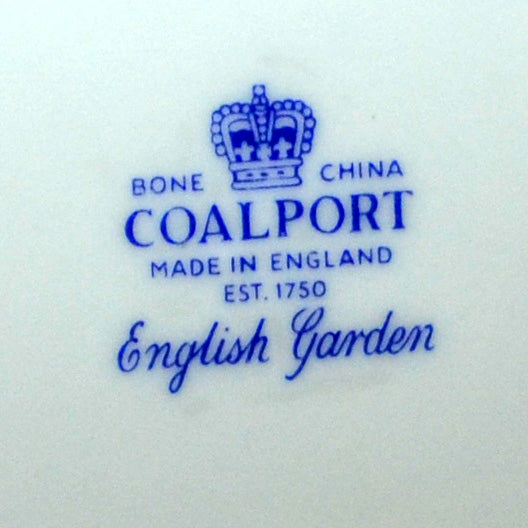 BONE CHINA
COALPORT
MADE IN ENGLAND
EST. 1750
English Garden